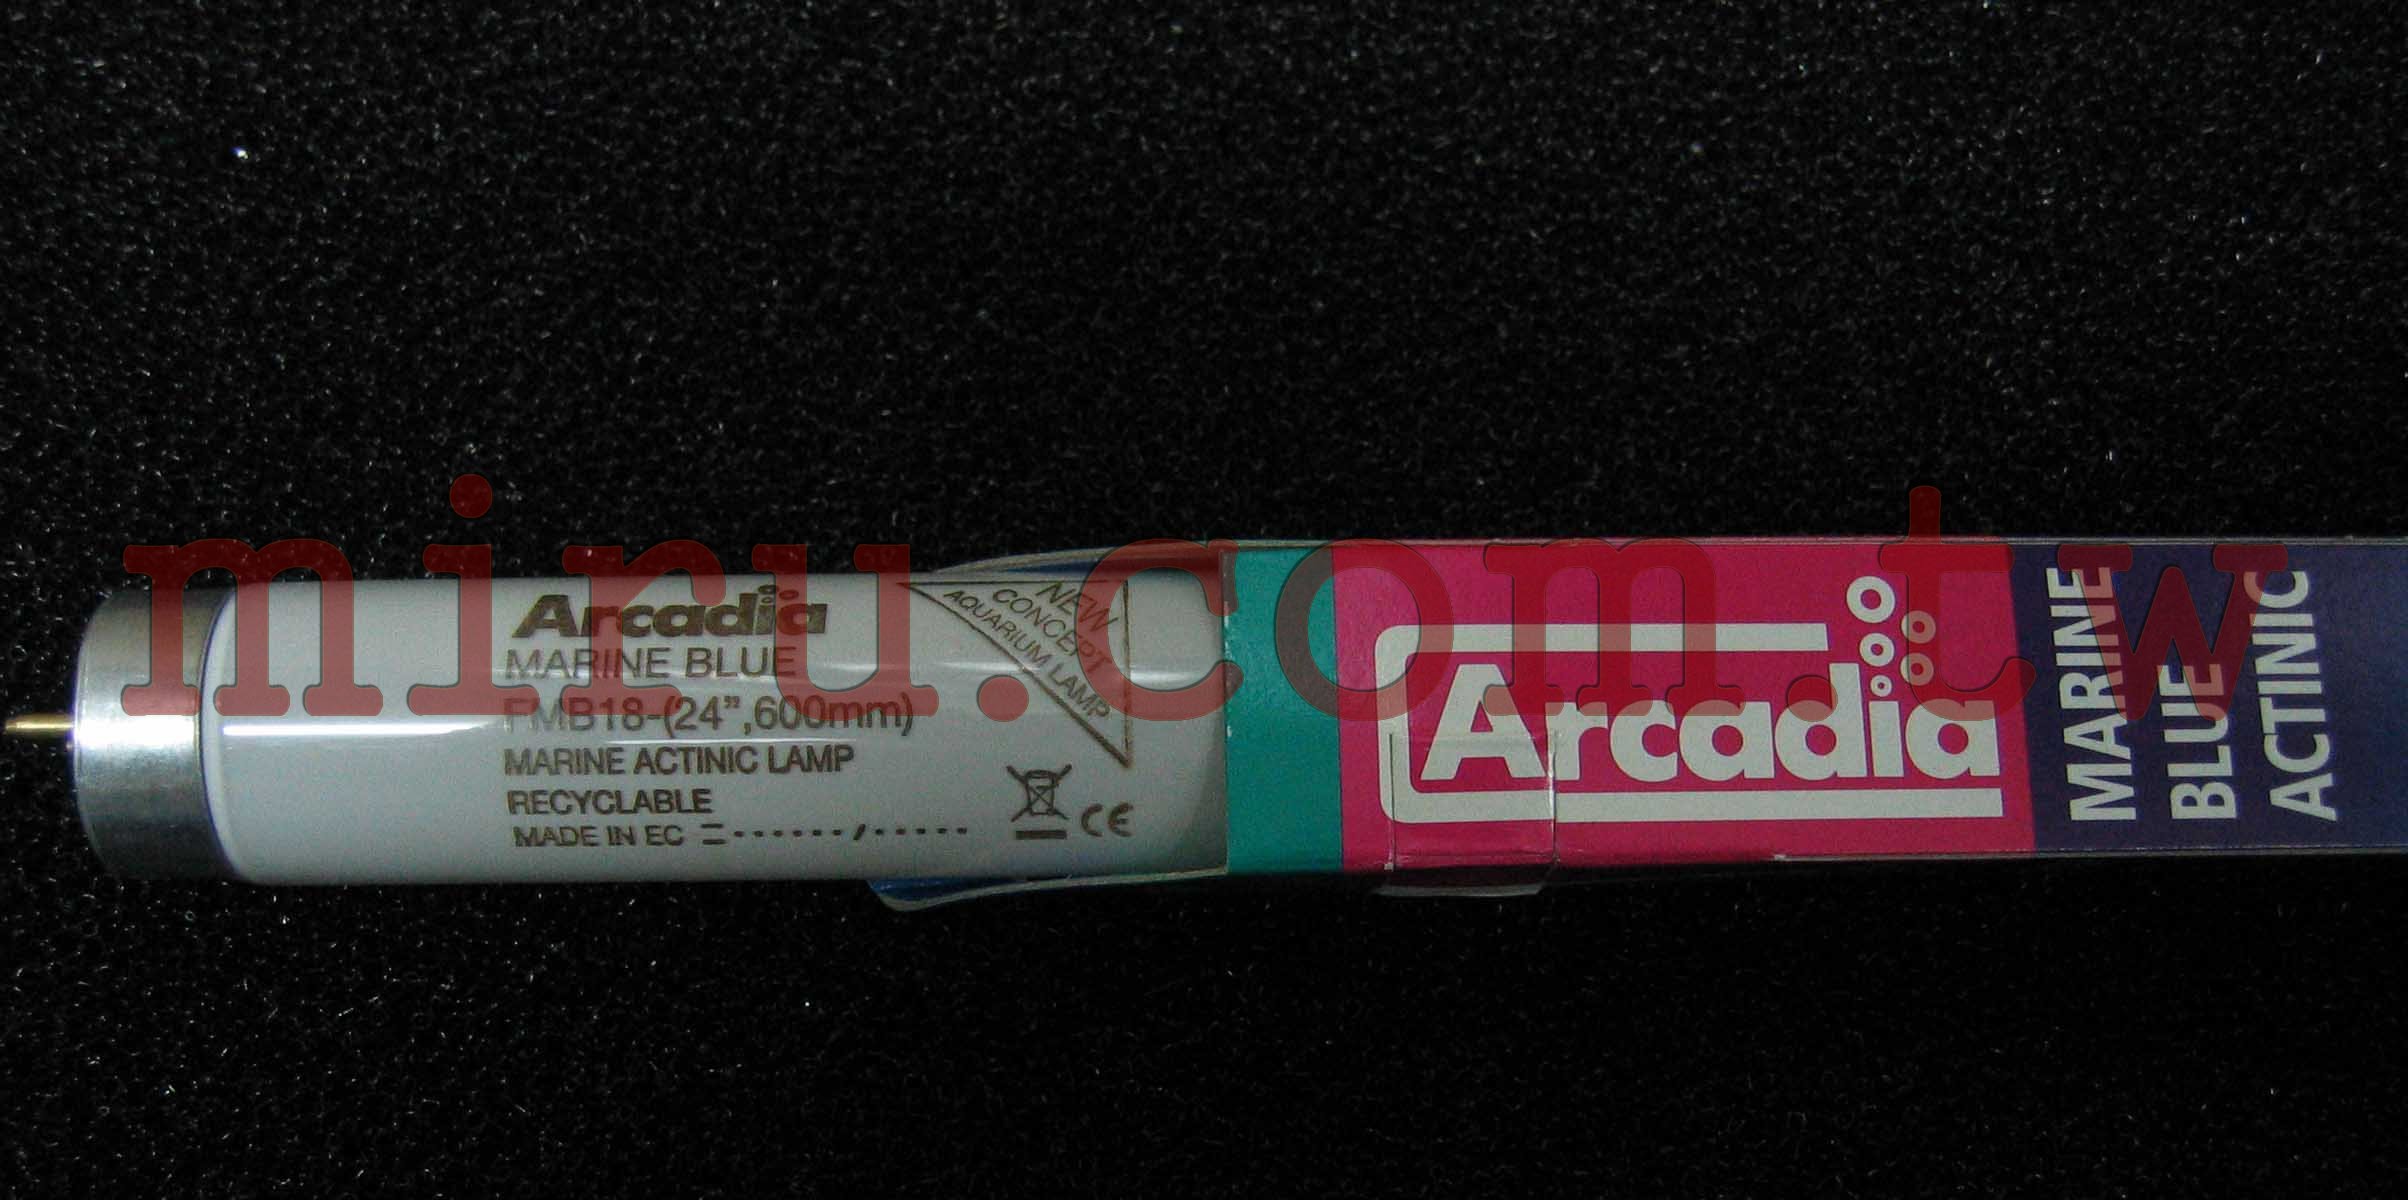 Arcadia
MARINE BLUE
FMB18-(24”,600mm)
MARINE ACTINIC LAMP
RECYCLABLE
MADE IN EC
NEW
CONCEPT
AQUARIUM LAMP
CE
Arcadia
MARINE
BLUE
ACTINIC
miru.com.tw